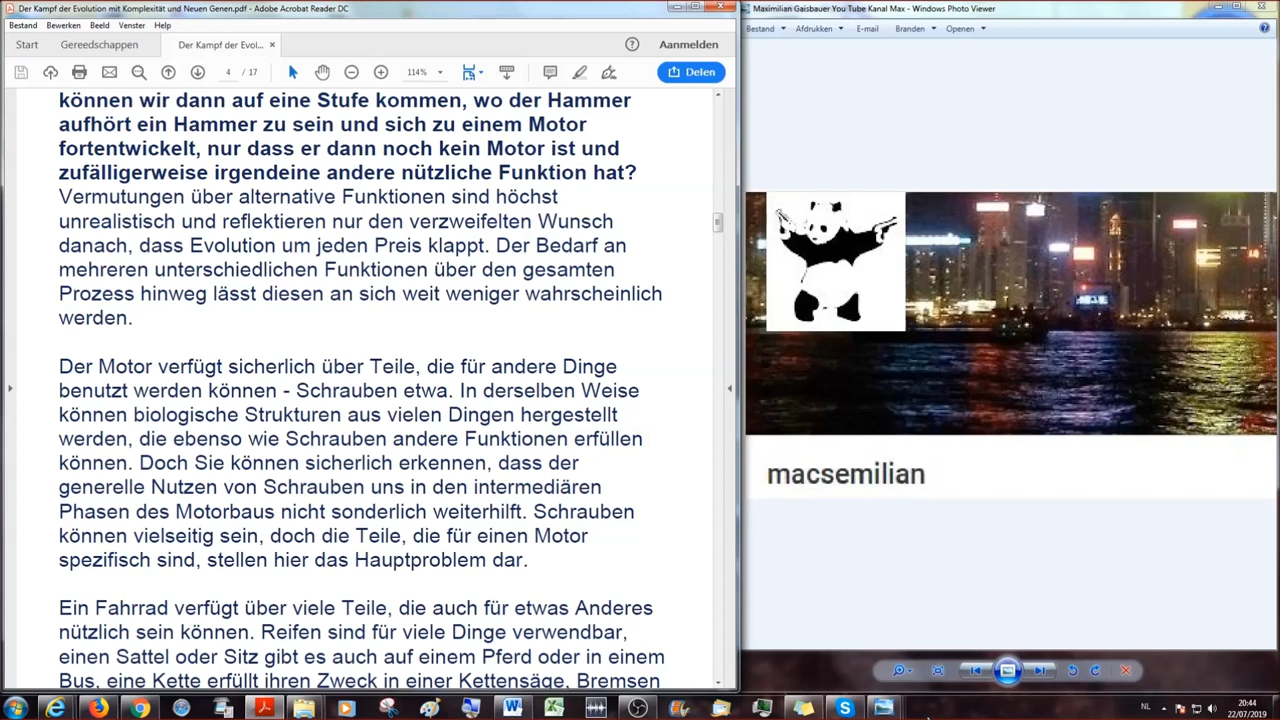 Der Kampf der Evolution mit Komplexität und Neuen Genen.pdf - Adobe Acrobat Reader DC
Bestand Bewerken Beeld Venster Help
Start Gereedschappen Der Kampf der Evol... × Aanmelden
4 / 17 114% Delen
können wir dann auf eine Stufe kommen, wo der Hammer
aufhört ein Hammer zu sein und sich zu einem Motor
fortentwickelt, nur dass er dann noch kein Motor ist und
zufälligerweise irgendeine andere nützliche Funktion hat?
Vermutungen über alternative Funktionen sind höchst
unrealistisch und reflektieren nur den verzweifelten Wunsch
danach, dass Evolution um jeden Preis klappt. Der Bedarf an
mehreren unterschiedlichen Funktionen über den gesamten
Prozess hinweg lässt diesen an sich weit weniger wahrscheinlich
werden.
Der Motor verfügt sicherlich über Teile, die für andere Dinge
benutzt werden können - Schrauben etwa. In derselben Weise
können biologische Strukturen aus vielen Dingen hergestellt
werden, die ebenso wie Schrauben andere Funktionen erfüllen
können. Doch Sie können sicherlich erkennen, dass der
generelle Nutzen von Schrauben uns in den intermediären
Phasen des Motorbaus nicht sonderlich weiterhilft. Schrauben
können vielseitig sein, doch die Teile, die für einen Motor
spezifisch sind, stellen hier das Hauptproblem dar.
Ein Fahrrad verfügt über viele Teile, die auch für etwas Anderes
nützlich sein können. Reifen sind für viele Dinge verwendbar,
einen Sattel oder Sitz gibt es auch auf einem Pferd oder in einem
Bus, eine Kette erfüllt ihren Zweck in einer Kettensäge. Bremsen
Maximilian Gaisbauer You Tube Kanal Max - Windows Photo Viewer
Bestand Afdrukken E-mail Branden Openen
macsemilian
NL 20:44
22/07/2019